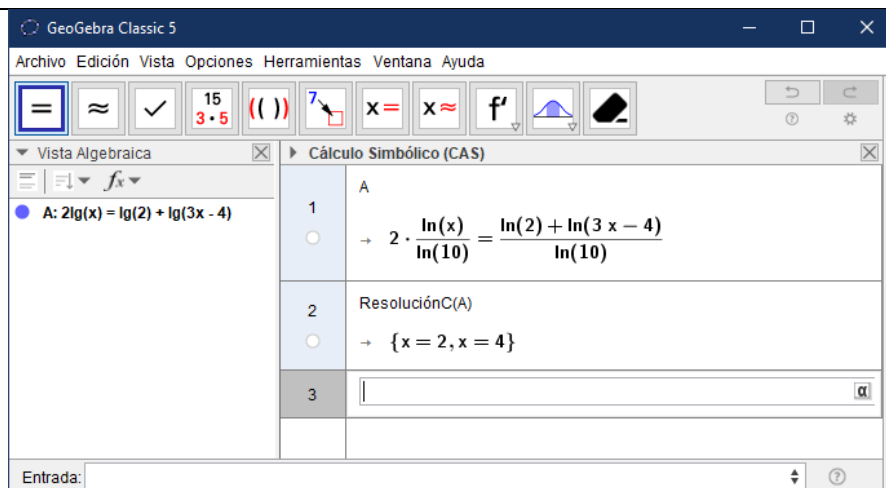 GeoGebra Classic 5
Archivo Edición Vista Opciones Herramientas Ventana Ayuda
= ≈ ✓ 15 3·5 (( )) 7 x = x ≈ f′
Vista Algebraica
Cálculo Simbólico (CAS)
fx
A: 2lg(x) = lg(2) + lg(3x - 4)
1
A
→ 2 · ln(x)/ln(10) = (ln(2) + ln(3 x − 4))/ln(10)
2
ResoluciónC(A)
→ {x = 2, x = 4}
3
α
Entrada: